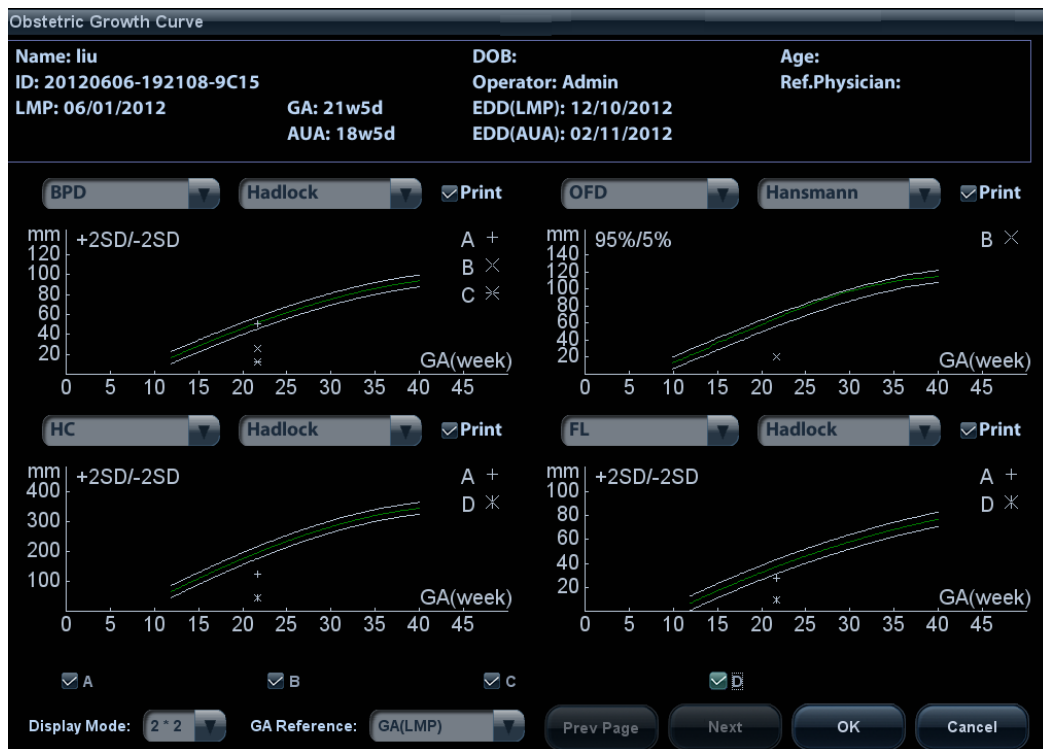 Obstetric Growth Curve
Name: liu DOB: Age:
ID: 20120606-192108-9C15 Operator: Admin Ref.Physician:
LMP: 06/01/2012 GA: 21w5d EDD(LMP): 12/10/2012
AUA: 18w5d EDD(AUA): 02/11/2012
BPD Hadlock Print OFD Hansmann Print
mm +2SD/-2SD A + mm 95%/5% B ×
120 140
100 B × 120
80 C 100
60 80
40 60
20 40
GA(week) 20 GA(week)
0 5 10 15 20 25 30 35 40 45 0 5 10 15 20 25 30 35 40 45
HC Hadlock Print FL Hadlock Print
mm +2SD/-2SD A + mm +2SD/-2SD A +
400 D 100 D
300 80
200 60
100 40
20
GA(week) GA(week)
0 5 10 15 20 25 30 35 40 45 0 5 10 15 20 25 30 35 40 45
A B C D
Display Mode: 2 * 2 GA Reference: GA(LMP) Prev Page Next OK Cancel